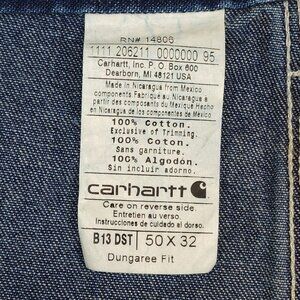 RN# 14806
1111 206211 0000000 95
Carhartt, Inc. P.O. Box 600
Dearborn, MI 48121 USA
Made in Nicaragua from Mexico
components Fabriqué au Nicaragua a
partir des composants du Mexique Hecho
en Nicaragua de los componentes de Mexico
100% Cotton.
Exclusive of Trimming.
100% Coton.
Sans garniture.
100% Algodón.
Sin incluir adorno.
carhartt
Care on reverse side
Entretien au verso.
Instrucciones de cuidado al dorso.
B13 DST 50 X 32
Dungaree Fit